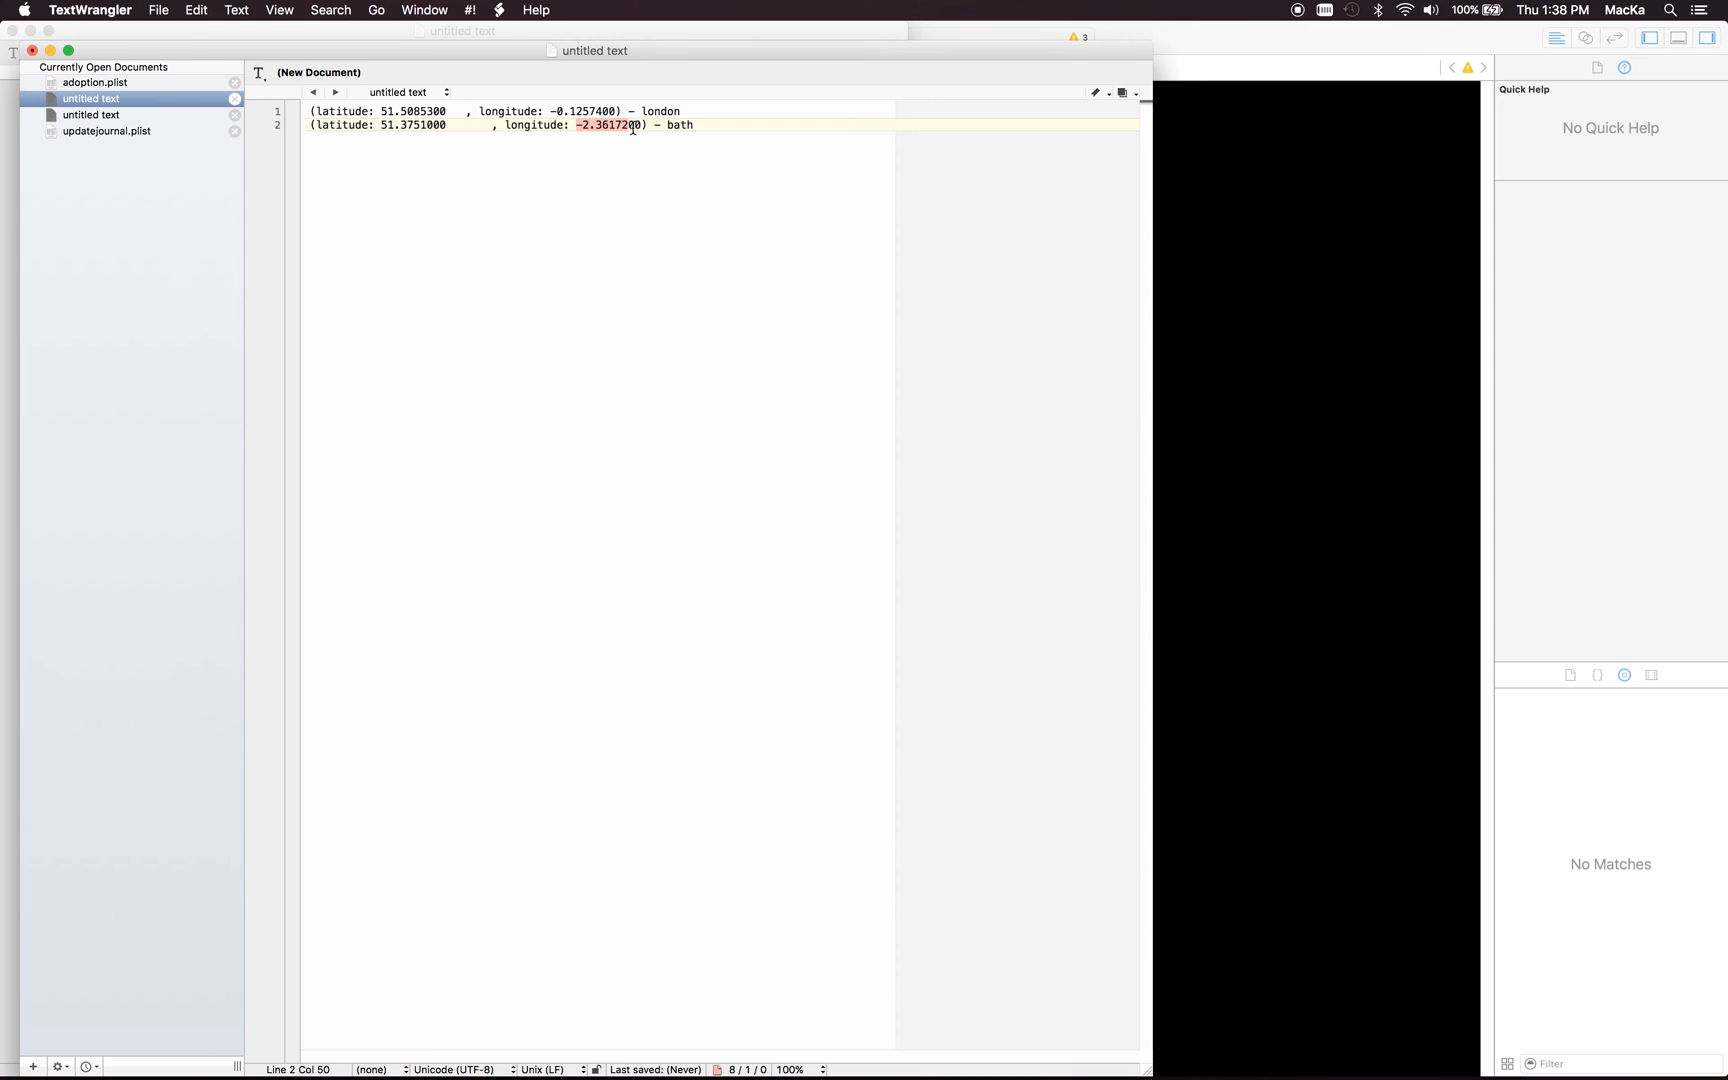 TextWrangler File Edit Text View Search Go Window #! Help 100% Thu 1:38 PM MacKa
untitled text
3
untitled text
Currently Open Documents
T (New Document)
adoption.plist
untitled text
untitled text
untitled text
updatejournal.plist
1 (latitude: 51.5085300 , longitude: -0.1257400) - london
2 (latitude: 51.3751000 , longitude: -2.3617200) - bath
Quick Help
No Quick Help
{}
No Matches
Line 2 Col 50 (none) Unicode (UTF-8) Unix (LF) Last saved: (Never) 8 / 1 / 0 100%
Filter